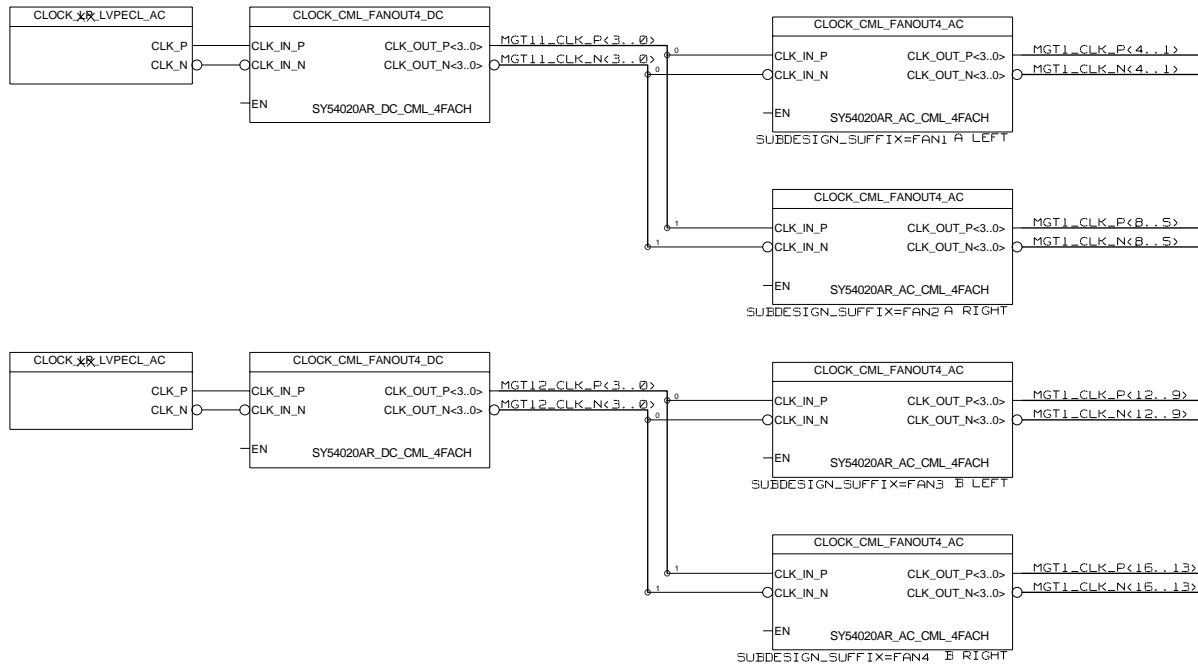 CLOCK_XR_LVPECL_AC
CLK_P
CLK_N
CLOCK_CML_FANOUT4_DC
CLK_IN_P CLK_OUT_P<3..0>
CLK_IN_N CLK_OUT_N<3..0>
EN
SY54020AR_DC_CML_4FACH
MGT11_CLK_P<3..0>
MGT11_CLK_N<3..0>
0
0
1
1
CLOCK_CML_FANOUT4_AC
CLK_IN_P CLK_OUT_P<3..0>
CLK_IN_N CLK_OUT_N<3..0>
EN
SY54020AR_AC_CML_4FACH
SUBDESIGN_SUFFIX=FAN1 A LEFT
MGT1_CLK_P<4..1>
MGT1_CLK_N<4..1>
CLOCK_CML_FANOUT4_AC
CLK_IN_P CLK_OUT_P<3..0>
CLK_IN_N CLK_OUT_N<3..0>
EN
SY54020AR_AC_CML_4FACH
SUBDESIGN_SUFFIX=FAN2 A RIGHT
MGT1_CLK_P<8..5>
MGT1_CLK_N<8..5>
CLOCK_XR_LVPECL_AC
CLK_P
CLK_N
CLOCK_CML_FANOUT4_DC
CLK_IN_P CLK_OUT_P<3..0>
CLK_IN_N CLK_OUT_N<3..0>
EN
SY54020AR_DC_CML_4FACH
MGT12_CLK_P<3..0>
MGT12_CLK_N<3..0>
0
0
1
1
CLOCK_CML_FANOUT4_AC
CLK_IN_P CLK_OUT_P<3..0>
CLK_IN_N CLK_OUT_N<3..0>
EN
SY54020AR_AC_CML_4FACH
SUBDESIGN_SUFFIX=FAN3 B LEFT
MGT1_CLK_P<12..9>
MGT1_CLK_N<12..9>
CLOCK_CML_FANOUT4_AC
CLK_IN_P CLK_OUT_P<3..0>
CLK_IN_N CLK_OUT_N<3..0>
EN
SY54020AR_AC_CML_4FACH
SUBDESIGN_SUFFIX=FAN4 B RIGHT
MGT1_CLK_P<16..13>
MGT1_CLK_N<16..13>